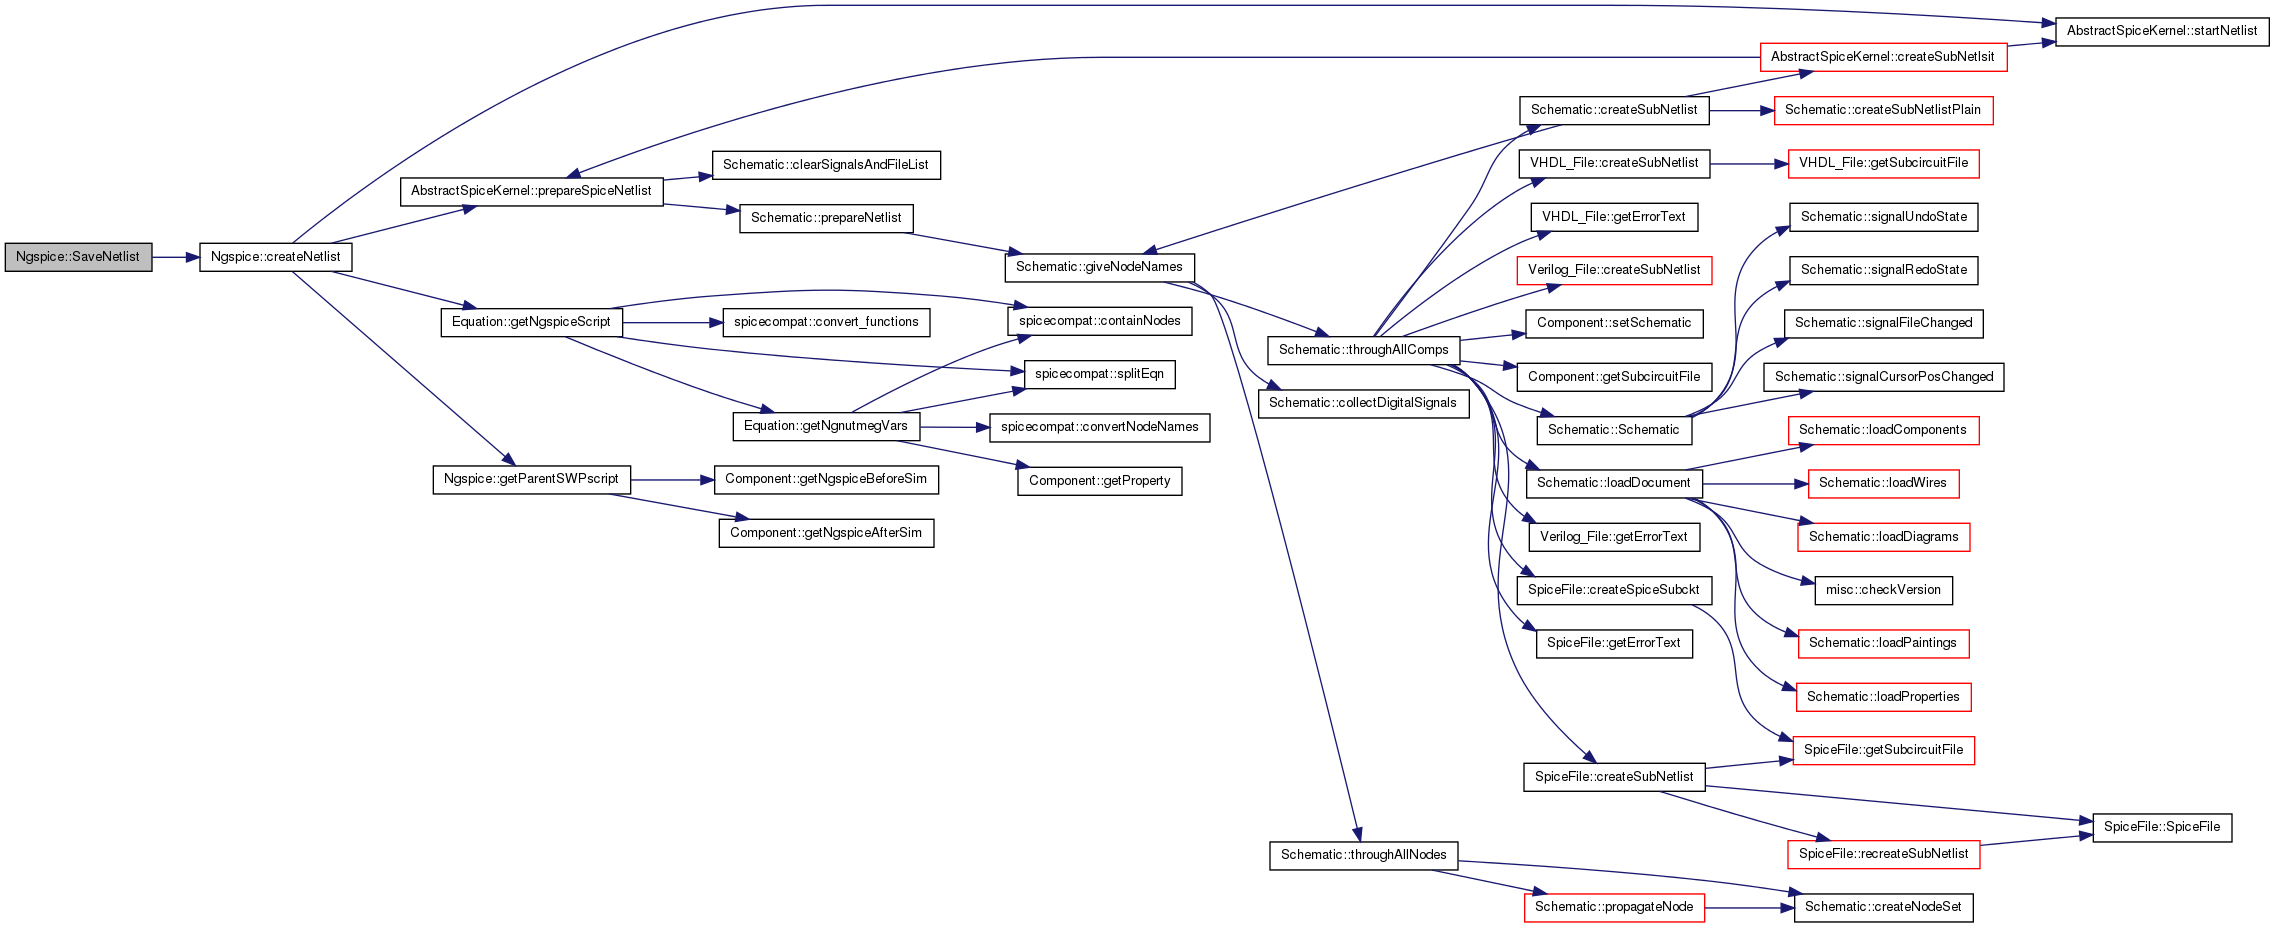 Ngspice::SaveNetlist
Ngspice::createNetlist
AbstractSpiceKernel::prepareSpiceNetlist
Equation::getNgspiceScript
Ngspice::getParentSWPscript
Schematic::clearSignalsAndFileList
Schematic::prepareNetlist
spicecompat::convert_functions
Equation::getNgnutmegVars
Component::getNgspiceBeforeSim
Component::getNgspiceAfterSim
Schematic::giveNodeNames
spicecompat::containNodes
spicecompat::splitEqn
spicecompat::convertNodeNames
Component::getProperty
Schematic::throughAllComps
Schematic::collectDigitalSignals
Schematic::throughAllNodes
Schematic::createSubNetlist
VHDL_File::createSubNetlist
VHDL_File::getErrorText
Verilog_File::createSubNetlist
Component::setSchematic
Component::getSubcircuitFile
Schematic::Schematic
Schematic::loadDocument
Verilog_File::getErrorText
SpiceFile::createSpiceSubckt
SpiceFile::getErrorText
SpiceFile::createSubNetlist
Schematic::propagateNode
AbstractSpiceKernel::createSubNetlsit
Schematic::createSubNetlistPlain
VHDL_File::getSubcircuitFile
Schematic::signalUndoState
Schematic::signalRedoState
Schematic::signalFileChanged
Schematic::signalCursorPosChanged
Schematic::loadComponents
Schematic::loadWires
Schematic::loadDiagrams
misc::checkVersion
Schematic::loadPaintings
Schematic::loadProperties
SpiceFile::getSubcircuitFile
SpiceFile::recreateSubNetlist
Schematic::createNodeSet
AbstractSpiceKernel::startNetlist
SpiceFile::SpiceFile